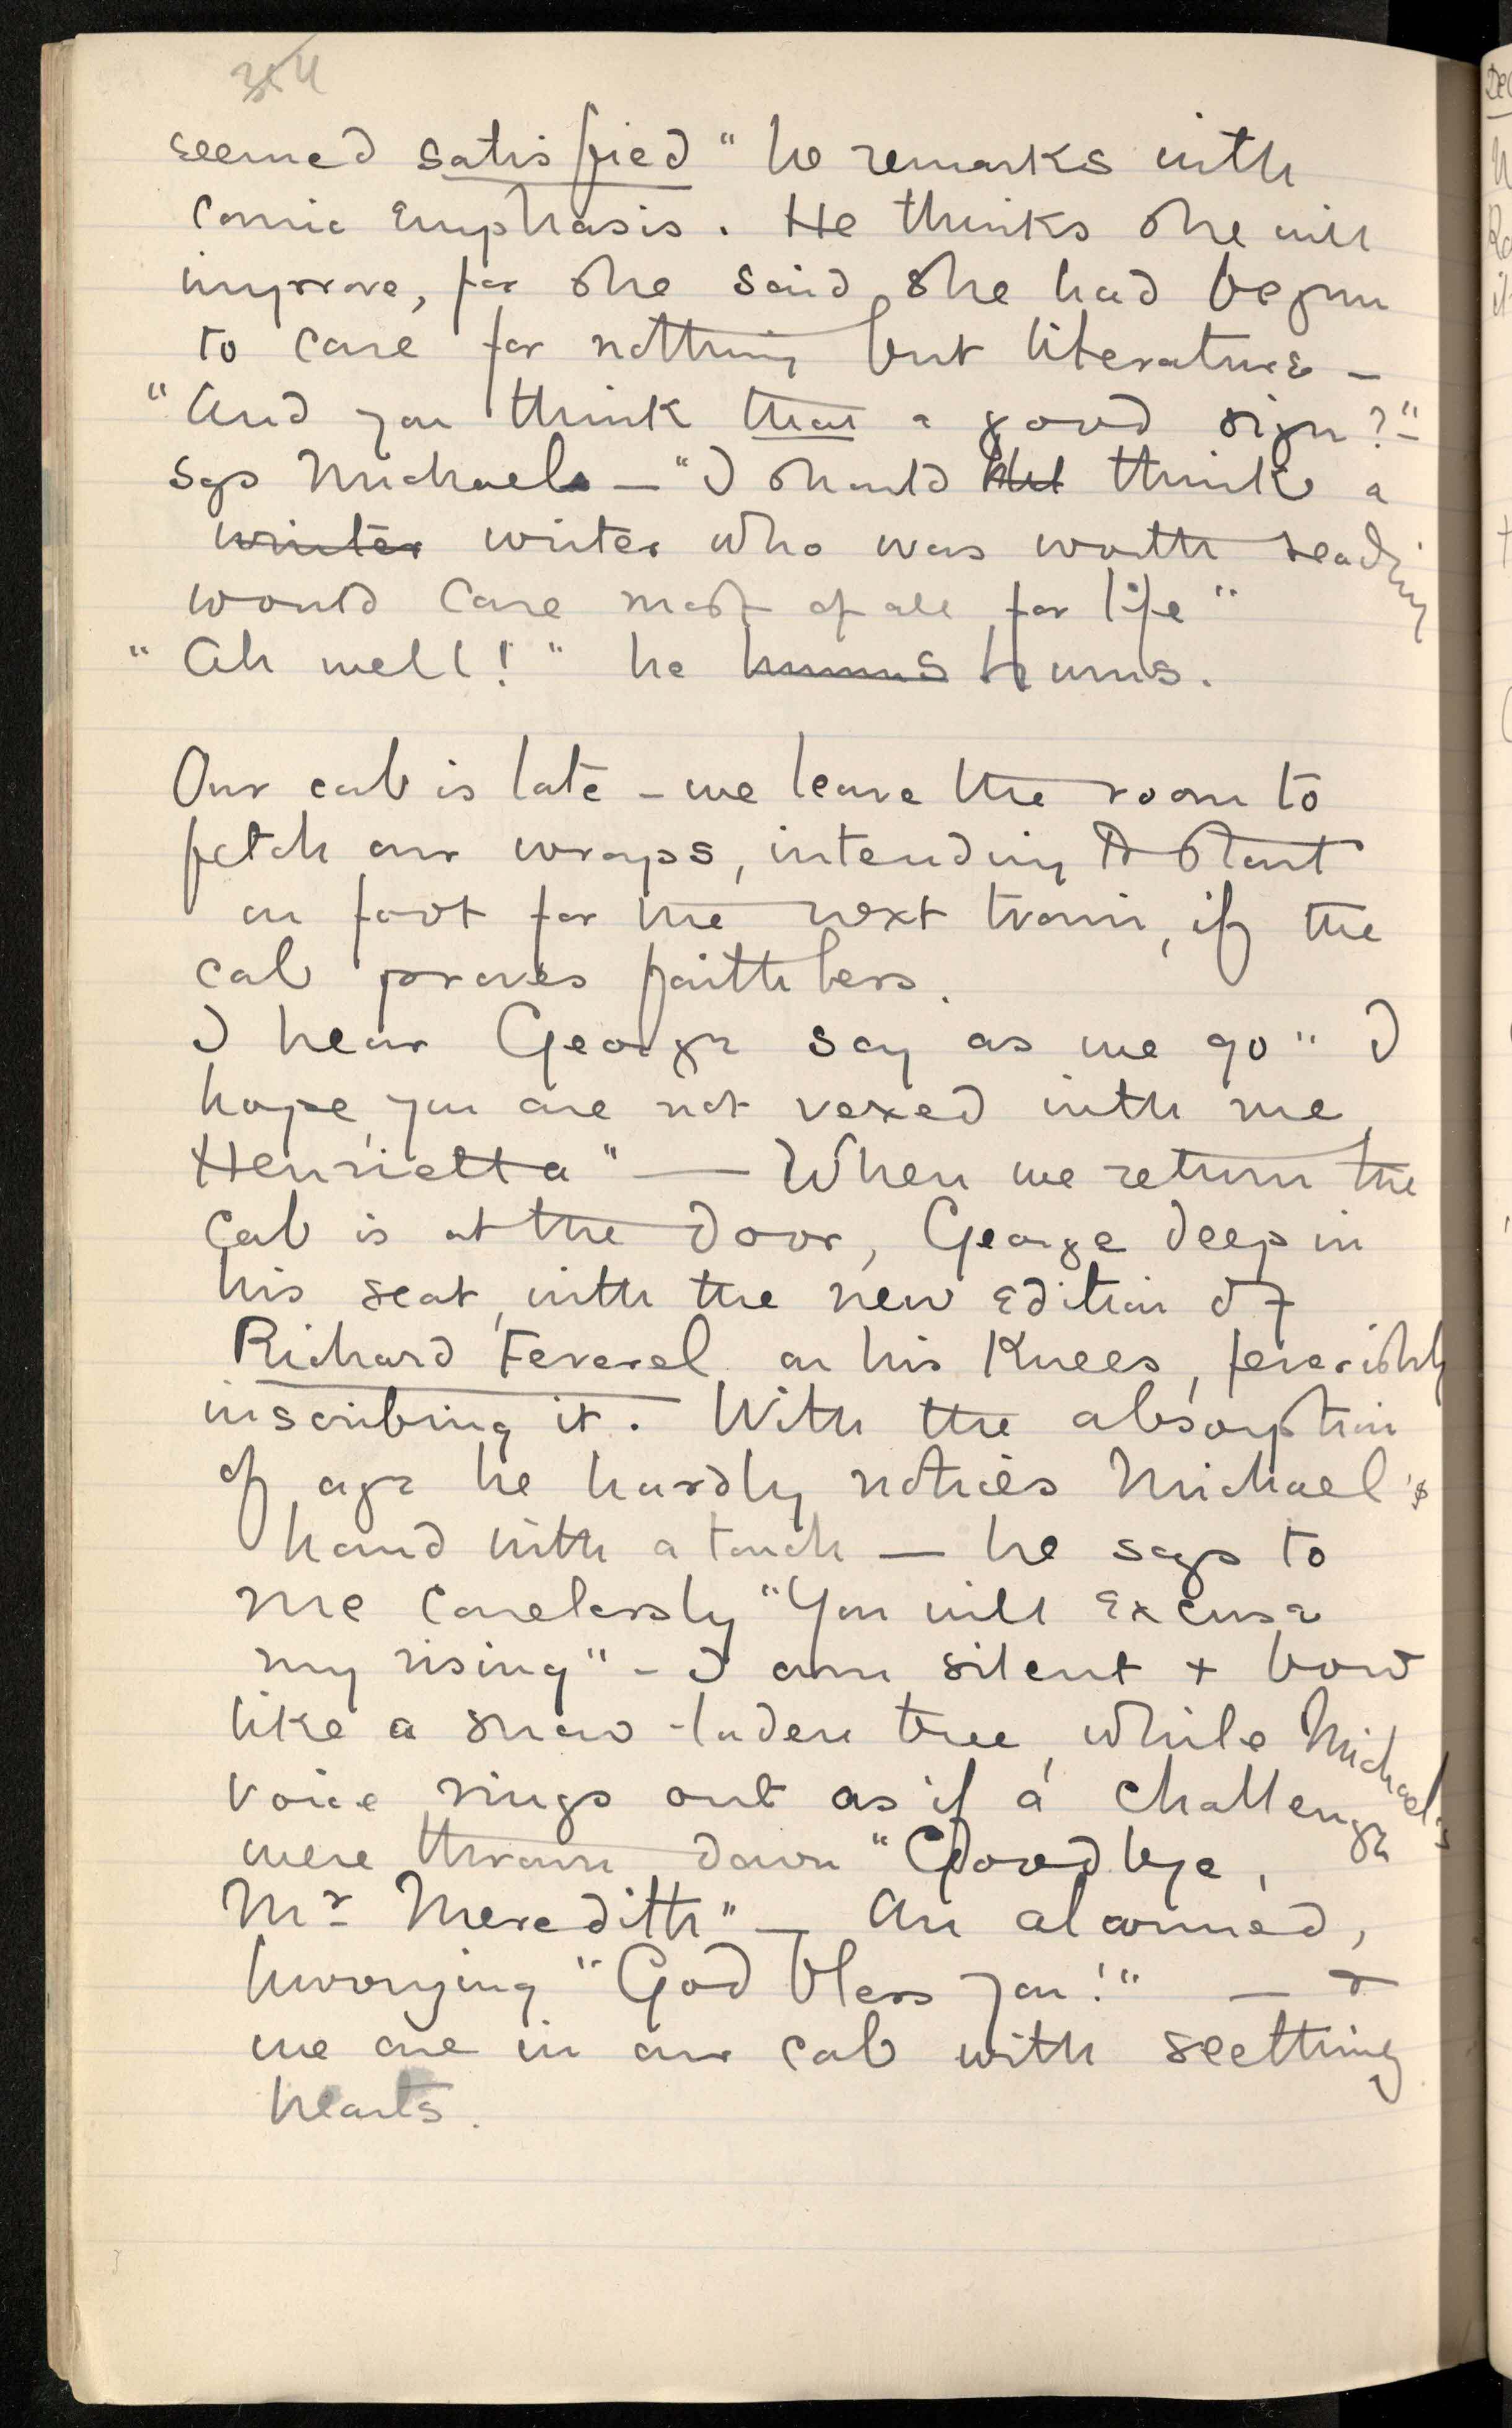 seemed satisfied" he remarks with
comic emphasis. He thinks she will
improve, for she said she had begun
to care for nothing but literature –
"And you think that a good sign?" –
says Michael – "I should think a
winter writer who was worth reading
would care most of all for life"
"Ah well!" he humms hums.
Our cab is late – we leave the room to
fetch our wraps, intending to start
on foot for the next train, if the
cab proves faithless.
I hear George say as we go "I
hope you are not vexed with me
Henrietta" — When we return the
cab is at the door, George deep in
his seat, with the new edition of
Richard Feverel on his knees, feverishly
inscribing it. With the absorption
of age he hardly notices Michael's
hand with a touch — he says to
me carelessly "You will excuse
my rising" – I am silent + bow
like a snow-laden tree, while Michael's
voice rings out as if a challenge
were thrown down "Goodbye,
Mr Meredith" – An alarmed,
hurrying "God bless you!" — &
we are in our cab with seething
hearts.